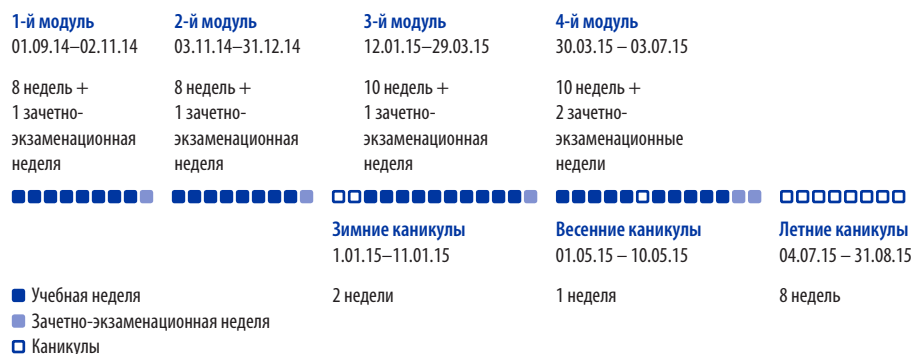 1-й модуль
01.09.14–02.11.14
8 недель +
1 зачетно-
экзаменационная
неделя
2-й модуль
03.11.14–31.12.14
8 недель +
1 зачетно-
экзаменационная
неделя
3-й модуль
12.01.15–29.03.15
10 недель +
1 зачетно-
экзаменационная
неделя
4-й модуль
30.03.15 – 03.07.15
10 недель +
2 зачетно-
экзаменационные
недели
Зимние каникулы
1.01.15–11.01.15
2 недели
Весенние каникулы
01.05.15 – 10.05.15
1 неделя
Летние каникулы
04.07.15 – 31.08.15
8 недель
Учебная неделя
Зачетно-экзаменационная неделя
Каникулы